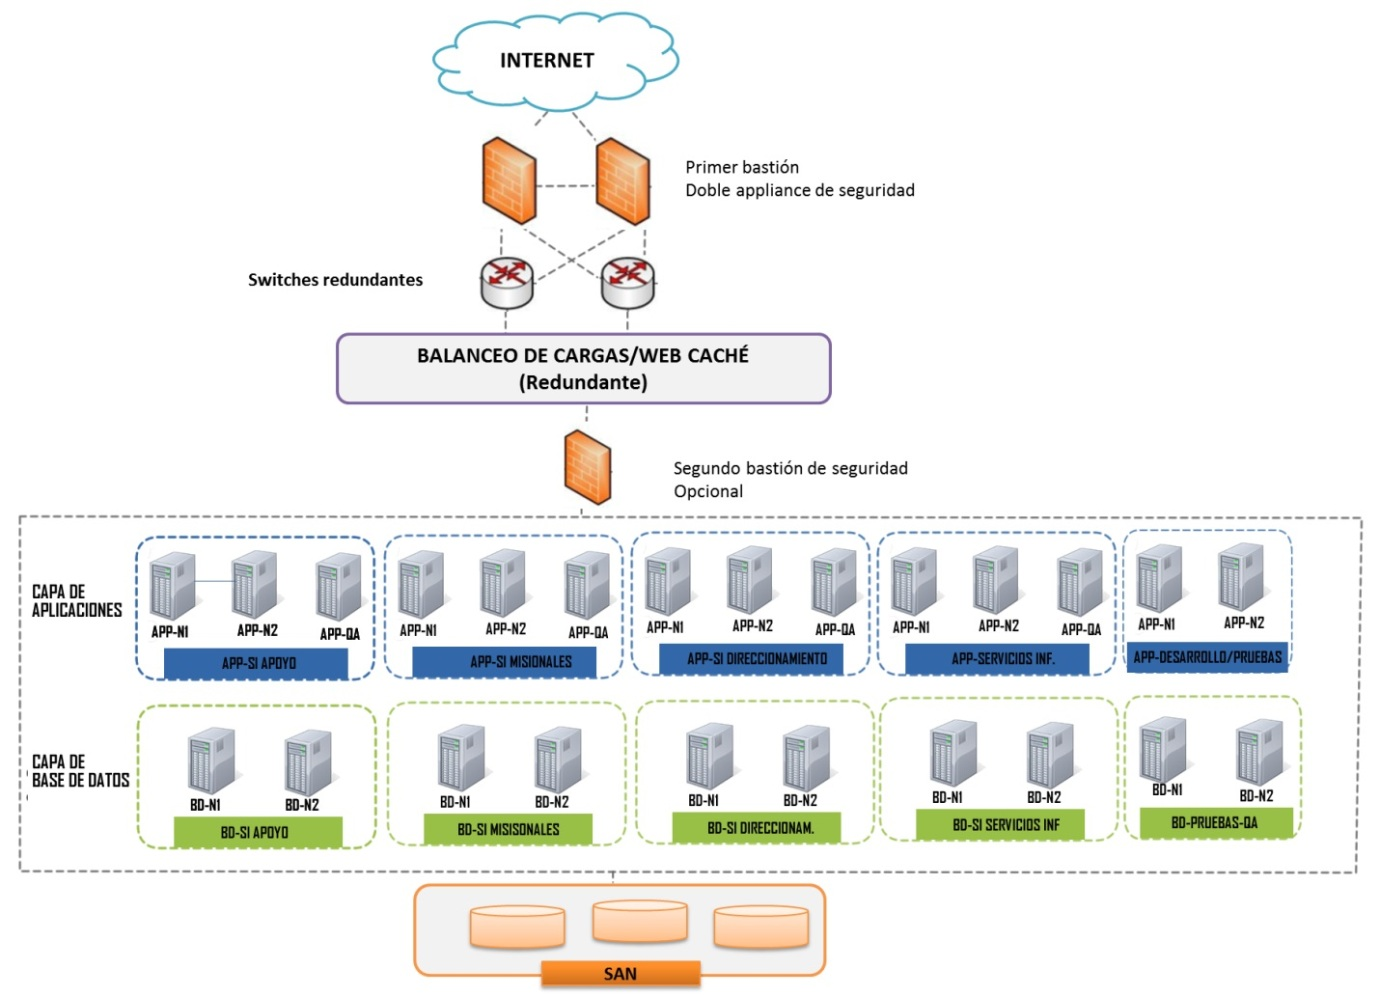 INTERNET
Primer bastión
Doble appliance de seguridad
Switches redundantes
BALANCEO DE CARGAS/WEB CACHÉ
(Redundante)
Segundo bastión de seguridad
Opcional
CAPA DE
APLICACIONES
APP-N1
APP-N2
APP-QA
APP-SI APOYO
APP-N1
APP-N2
APP-QA
APP-SI MISIONALES
APP-N1
APP-N2
APP-QA
APP-SI DIRECCIONAMIENTO
APP-N1
APP-N2
APP-QA
APP-SERVICIOS INF.
APP-N1
APP-N2
APP-DESARROLLO/PRUEBAS
CAPA DE
BASE DE DATOS
BD-N1
BD-N2
BD-SI APOYO
BD-N1
BD-N2
BD-SI MISISONALES
BD-N1
BD-N2
BD-SI DIRECCIONAM.
BD-N1
BD-N2
BD-SI SERVICIOS INF
BD-N1
BD-N2
BD-PRUEBAS-QA
SAN